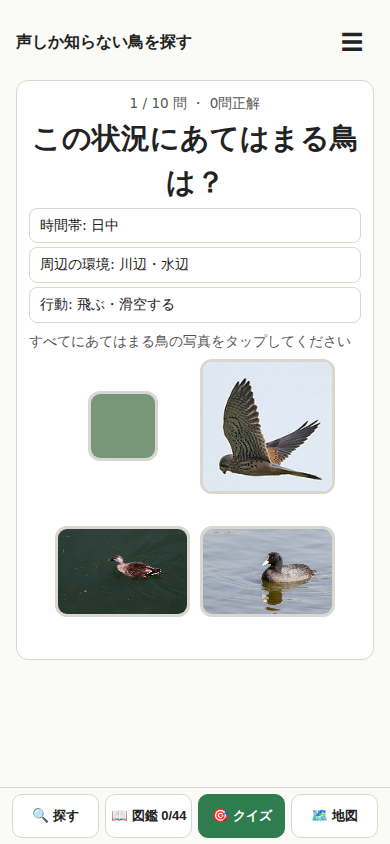 声しか知らない鳥を探す
1 / 10 問 ・ 0問正解
この状況にあてはまる鳥
は？
時間帯: 日中
周辺の環境: 川辺・水辺
行動: 飛ぶ・滑空する
すべてにあてはまる鳥の写真をタップしてください
探す
図鑑 0/44
クイズ
地図